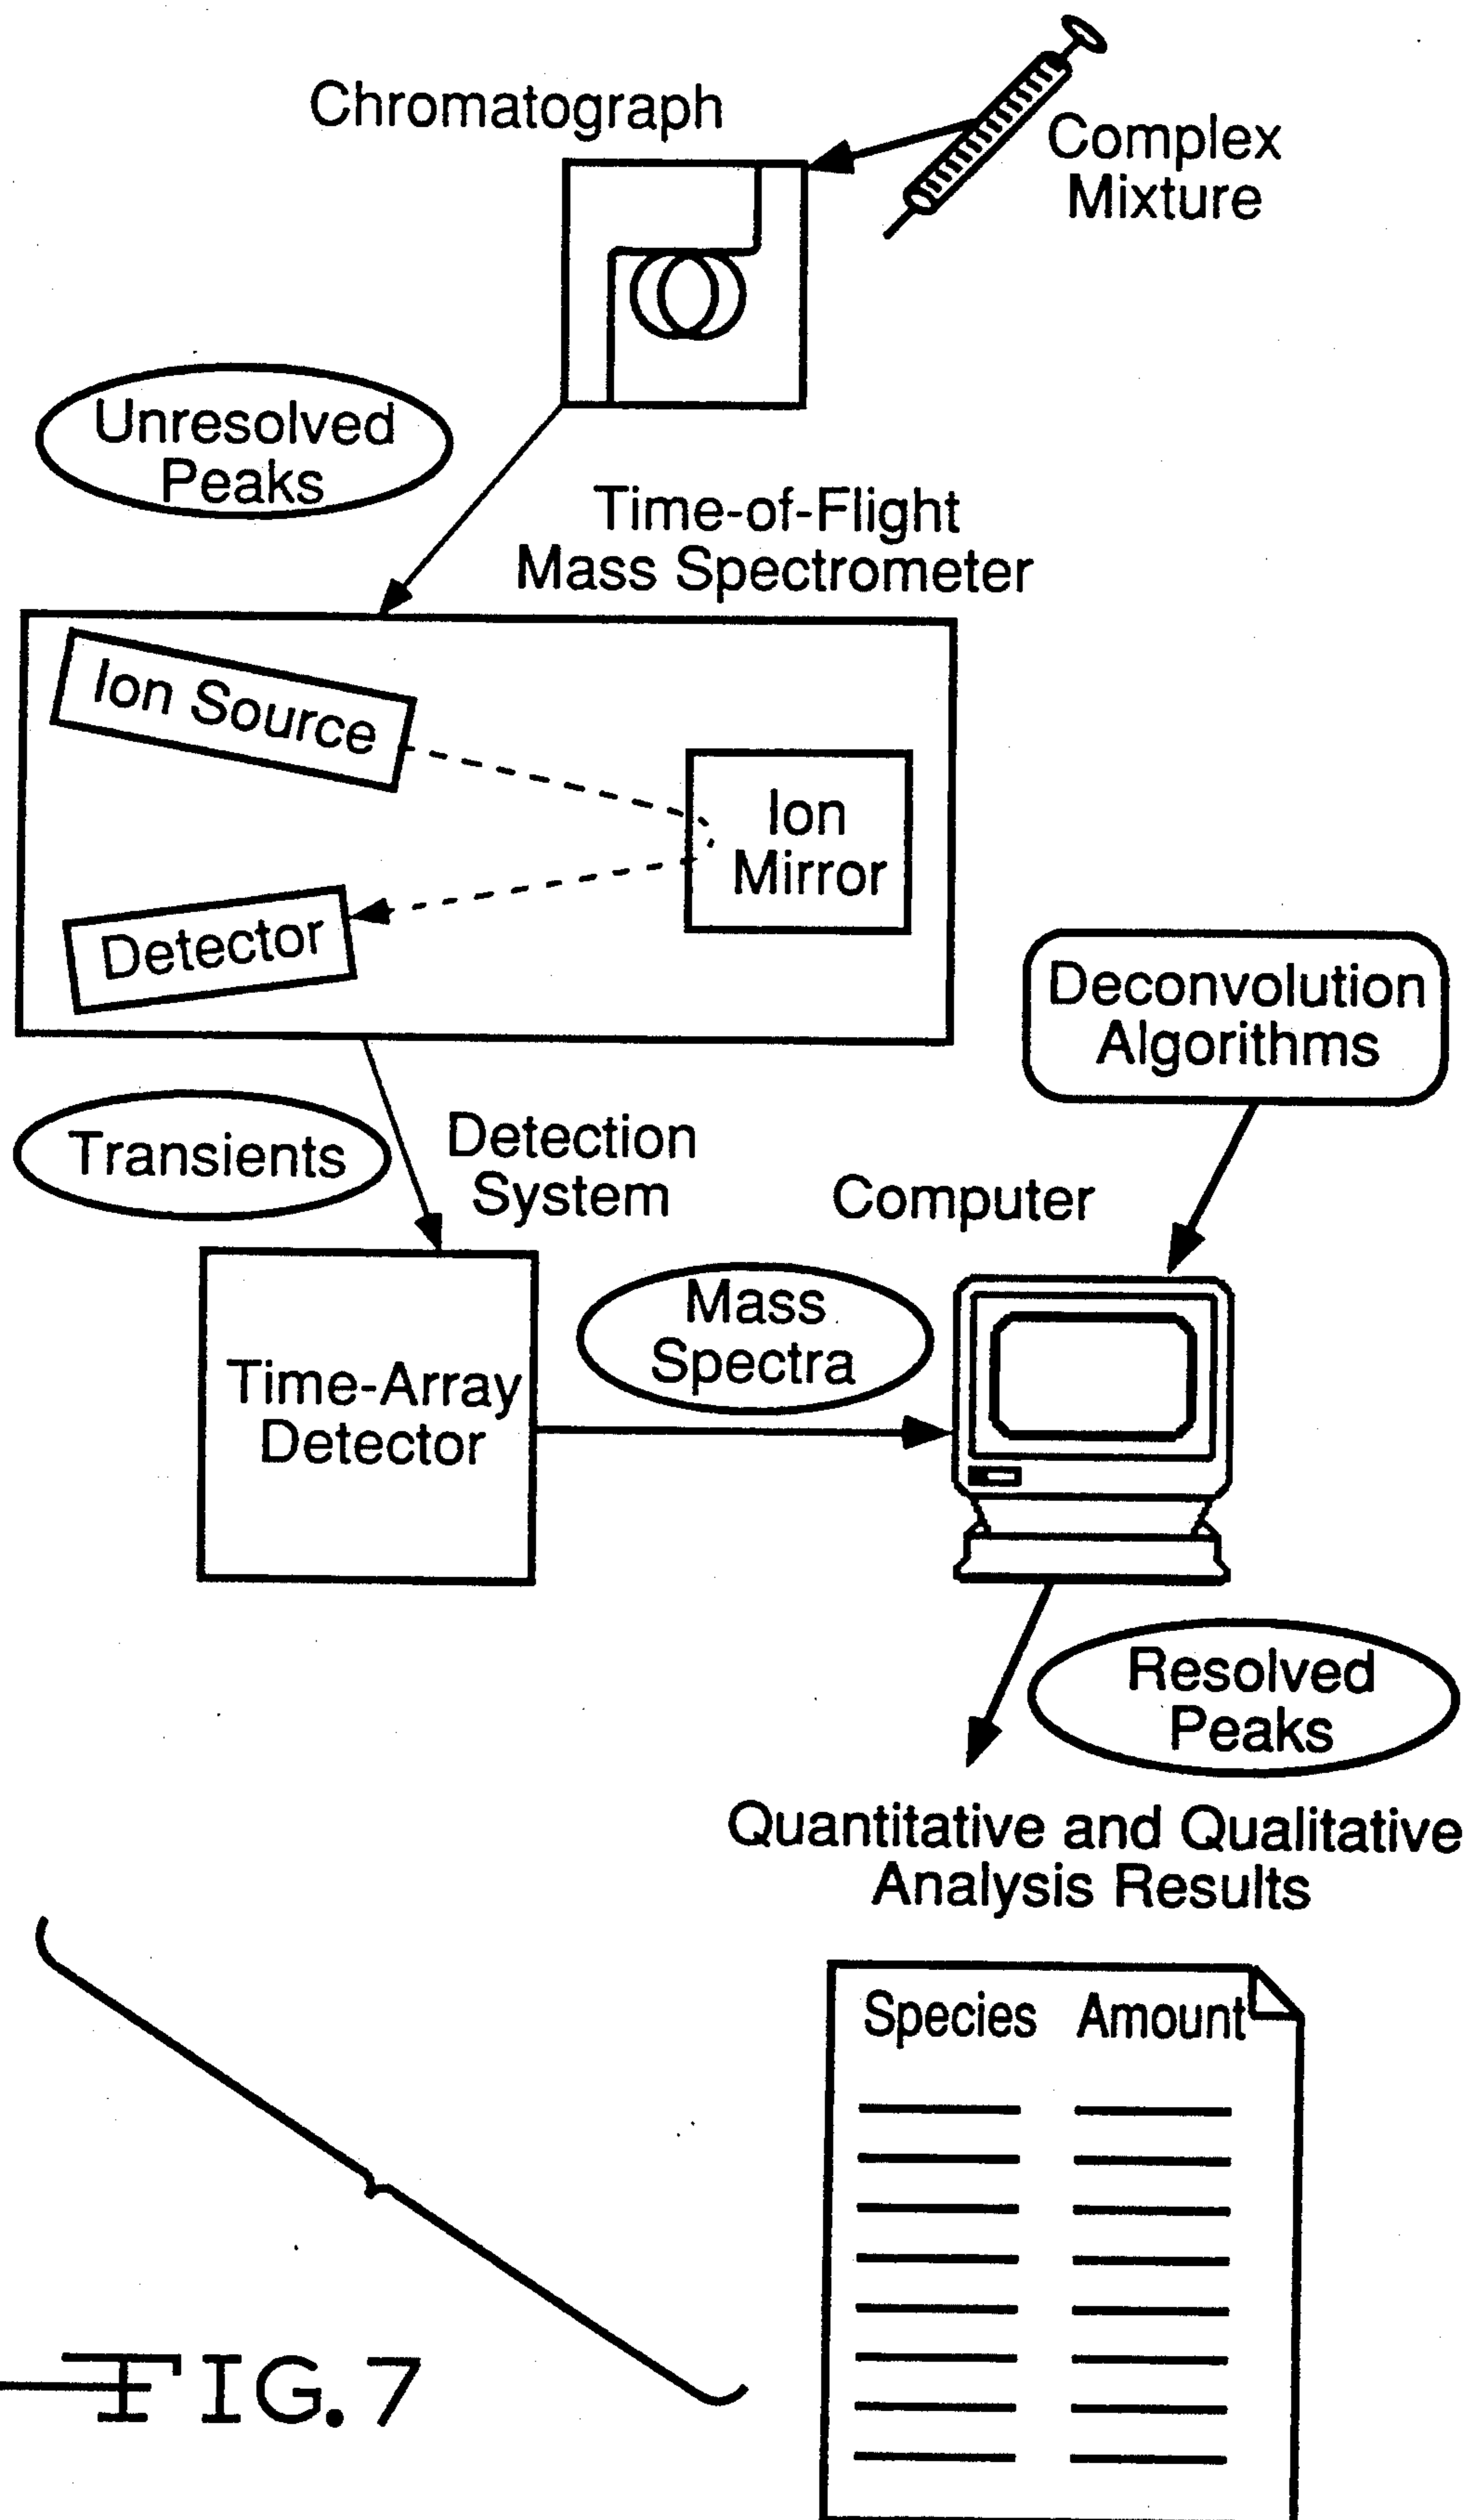 Chromatograph
Complex
Mixture
Unresolved
Peaks
Time-of-Flight
Mass Spectrometer
Ion Source
Ion
Mirror
Detector
Deconvolution
Algorithms
Transients
Detection
System
Computer
Mass
Spectra
Time-Array
Detector
Resolved
Peaks
Quantitative and Qualitative
Analysis Results
Species Amount
FIG. 7